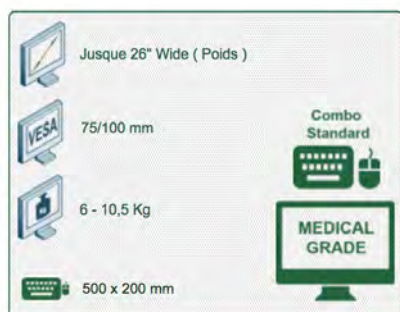 Jusque 26" Wide ( Poids )
VESA
75/100 mm
Combo
Standard
KG
6 - 10,5 Kg
MEDICAL
GRADE
500 x 200 mm